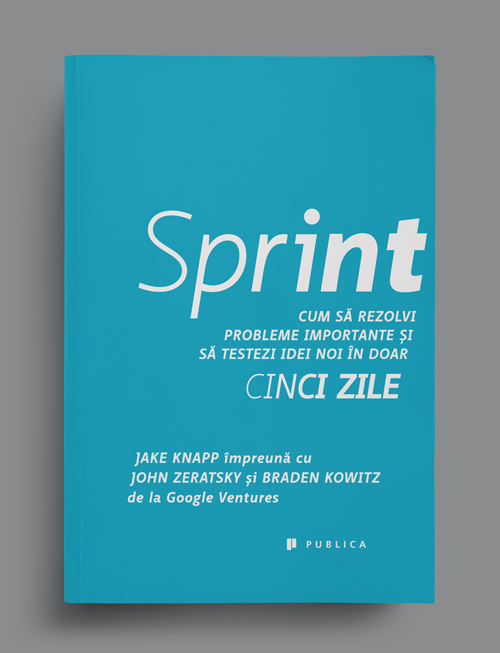 Sprint
CUM SĂ REZOLVI
PROBLEME IMPORTANTE ȘI
SĂ TESTEZI IDEI NOI ÎN DOAR
CINCI ZILE
JAKE KNAPP împreună cu
JOHN ZERATSKY și BRADEN KOWITZ
de la Google Ventures
PUBLICA